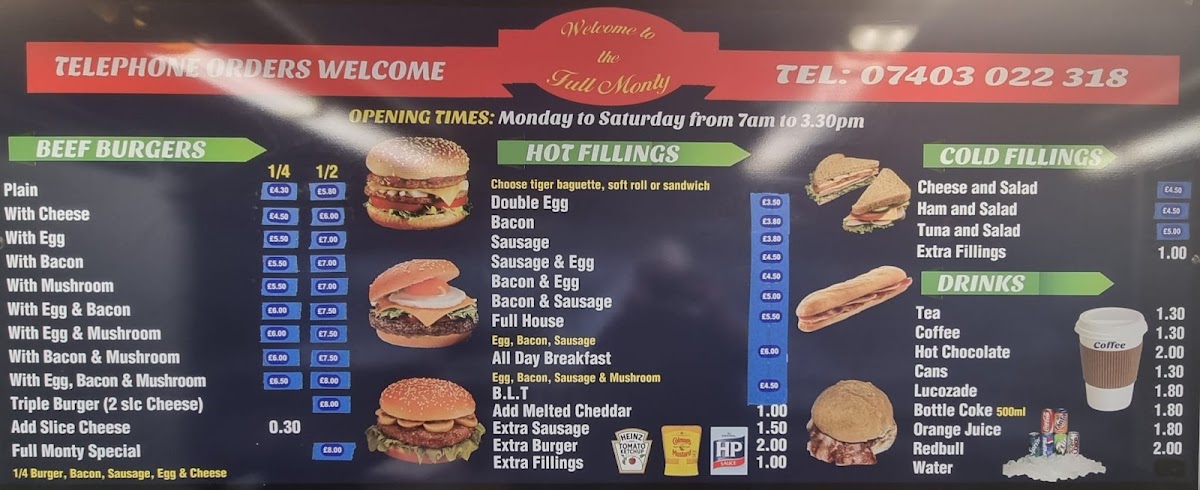 Welcome to
the
Full Monty
TELEPHONE ORDERS WELCOME
TEL: 07403 022 318
OPENING TIMES: Monday to Saturday from 7am to 3.30pm
BEEF BURGERS
1/4 1/2
Plain £4.30 £5.80
With Cheese £4.50 £6.00
With Egg £5.50 £7.00
With Bacon £5.50 £7.00
With Mushroom £5.50 £7.00
With Egg & Bacon £6.00 £7.50
With Egg & Mushroom £6.00 £7.50
With Bacon & Mushroom £6.00 £7.50
With Egg, Bacon & Mushroom £6.50 £8.00
Triple Burger (2 slc Cheese) £8.00
Add Slice Cheese 0.30
Full Monty Special £8.00
1/4 Burger, Bacon, Sausage, Egg & Cheese
HOT FILLINGS
Choose tiger baguette, soft roll or sandwich
Double Egg £3.50
Bacon £3.80
Sausage £3.80
Sausage & Egg £4.50
Bacon & Egg £4.50
Bacon & Sausage £5.00
Full House £5.50
Egg, Bacon, Sausage
All Day Breakfast £6.00
Egg, Bacon, Sausage & Mushroom
B.L.T £4.50
Add Melted Cheddar 1.00
Extra Sausage 1.50
Extra Burger 2.00
Extra Fillings 1.00
HEINZ
TOMATO
KETCHUP
Colman's
Mustard
HP
SAUCE
COLD FILLINGS
Cheese and Salad £4.50
Ham and Salad £4.50
Tuna and Salad £5.00
Extra Fillings 1.00
DRINKS
Tea 1.30
Coffee 1.30
Hot Chocolate 2.00
Cans 1.30
Lucozade 1.80
Bottle Coke 500ml 1.80
Orange Juice 1.80
Redbull 2.00
Water
Coffee